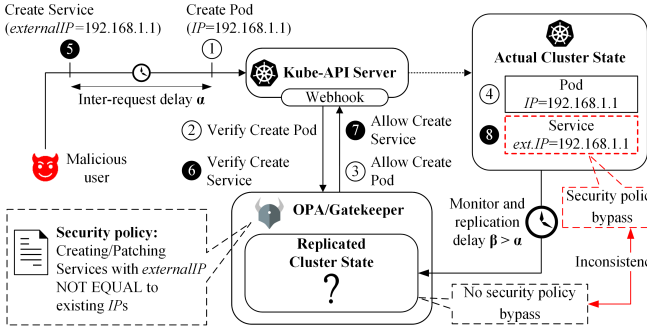 Create Service
(externalIP=192.168.1.1)
5
Create Pod
(IP=192.168.1.1)
1
Inter-request delay α
Malicious
user
Kube-API Server
Webhook
2 Verify Create Pod
6 Verify Create
Service
7 Allow Create
Service
3 Allow Create
Pod
Actual Cluster State
4
Pod
IP=192.168.1.1
8
Service
ext.IP=192.168.1.1
Security policy
bypass
Monitor and
replication
delay β > α
Inconsistenc
No security policy
bypass
OPA/Gatekeeper
Replicated
Cluster State
?
Security policy:
Creating/Patching
Services with externalIP
NOT EQUAL to
existing IPs